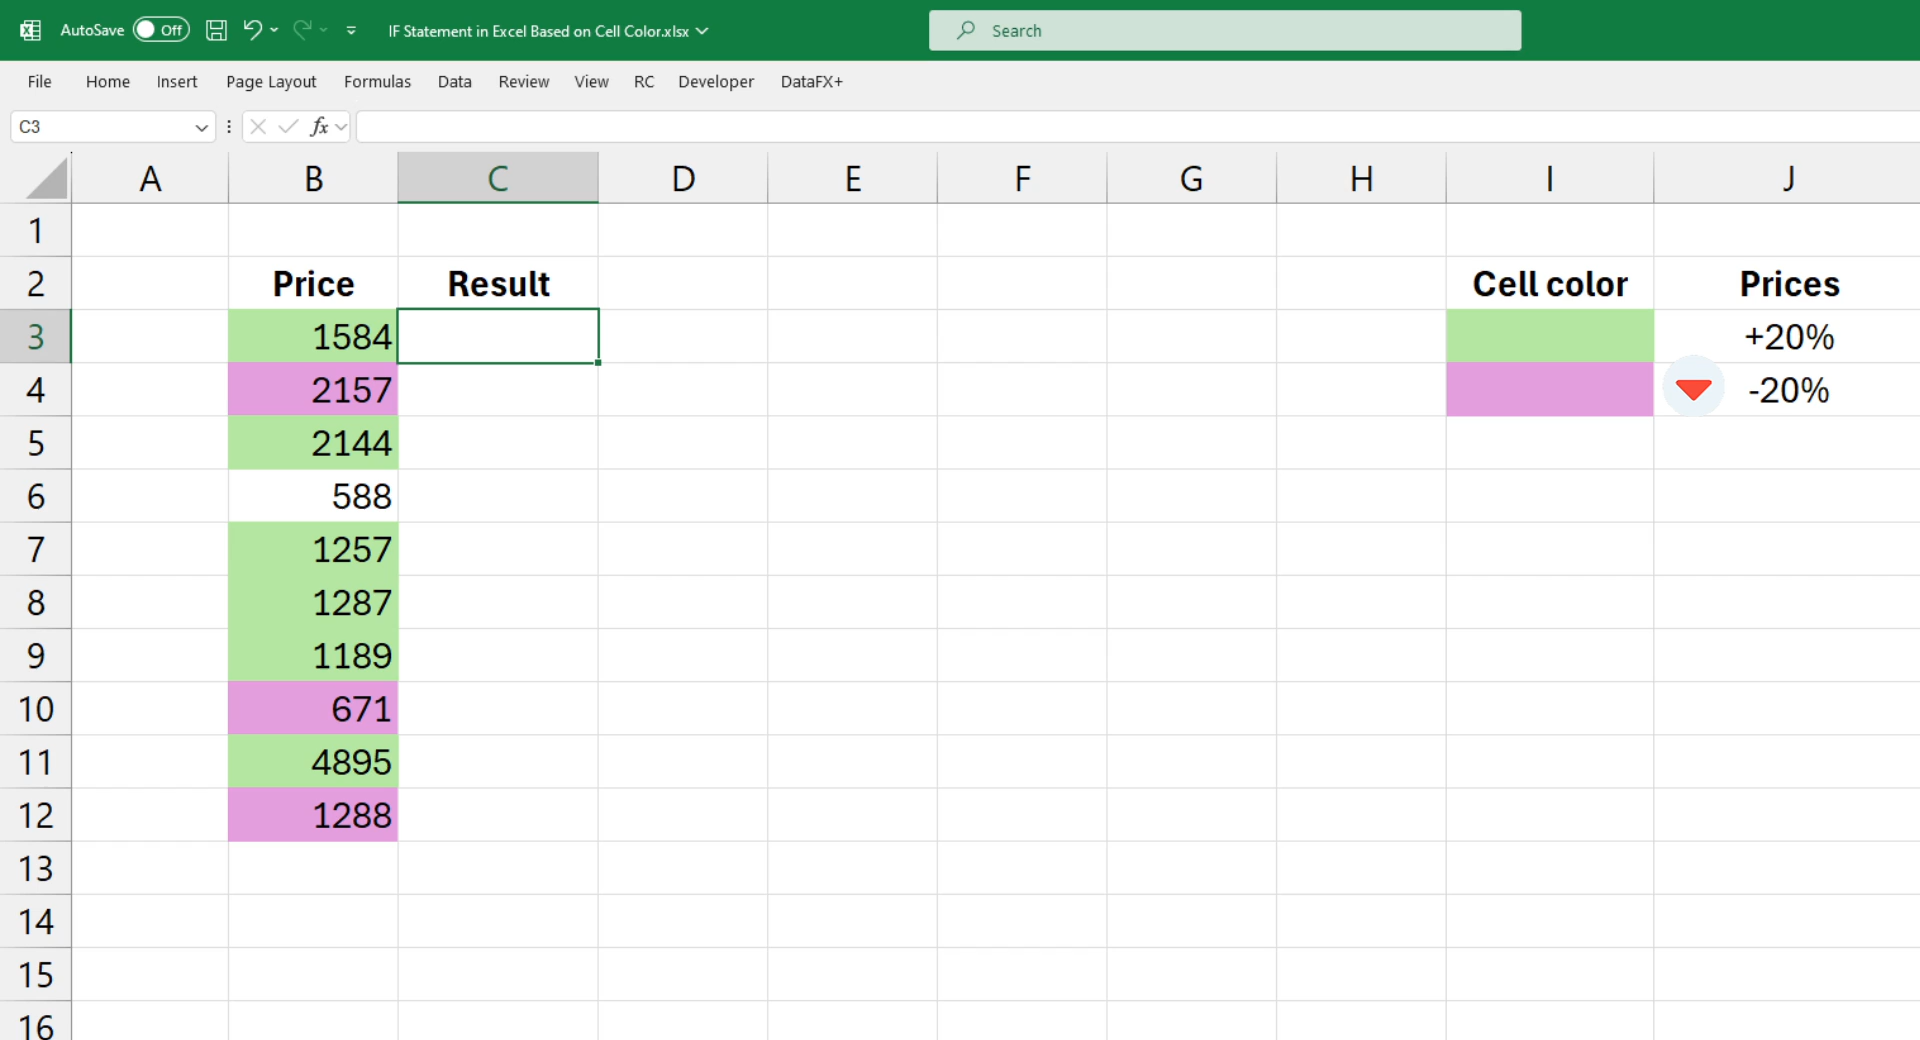 AutoSave Off IF Statement in Excel Based on Cell Color.xlsx Search
File Home Insert Page Layout Formulas Data Review View RC Developer DataFX+
C3 fx
A B C D E F G H I J
1
2 Price Result Cell color Prices
3 1584 +20%
4 2157 -20%
5 2144
6 588
7 1257
8 1287
9 1189
10 671
11 4895
12 1288
13
14
15
16